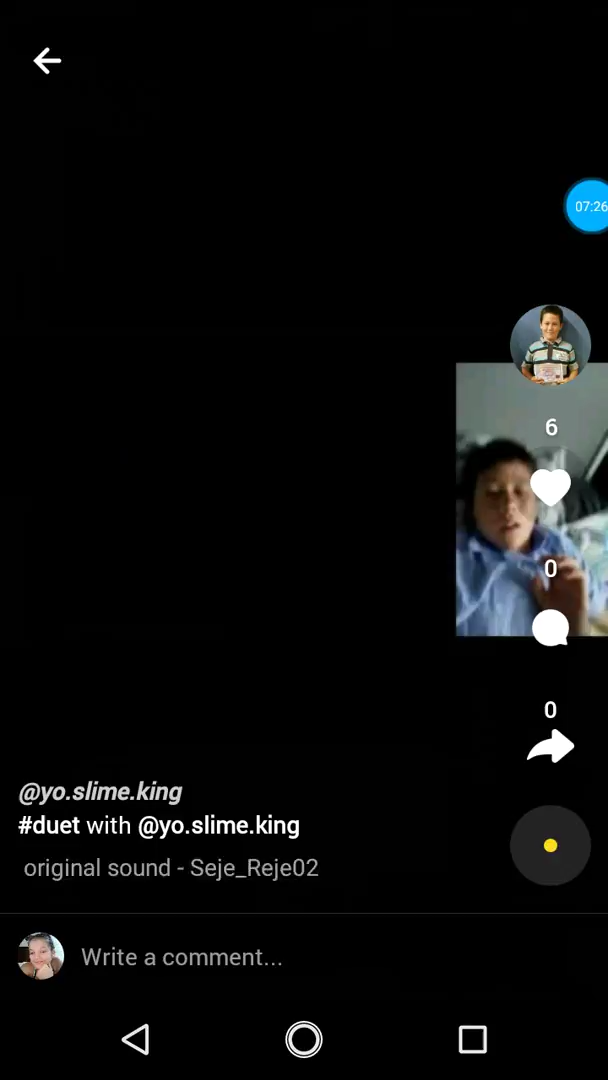 07:26
6
0
0
@yo.slime.king
#duet with @yo.slime.king
original sound - Seje_Reje02
Write a comment...